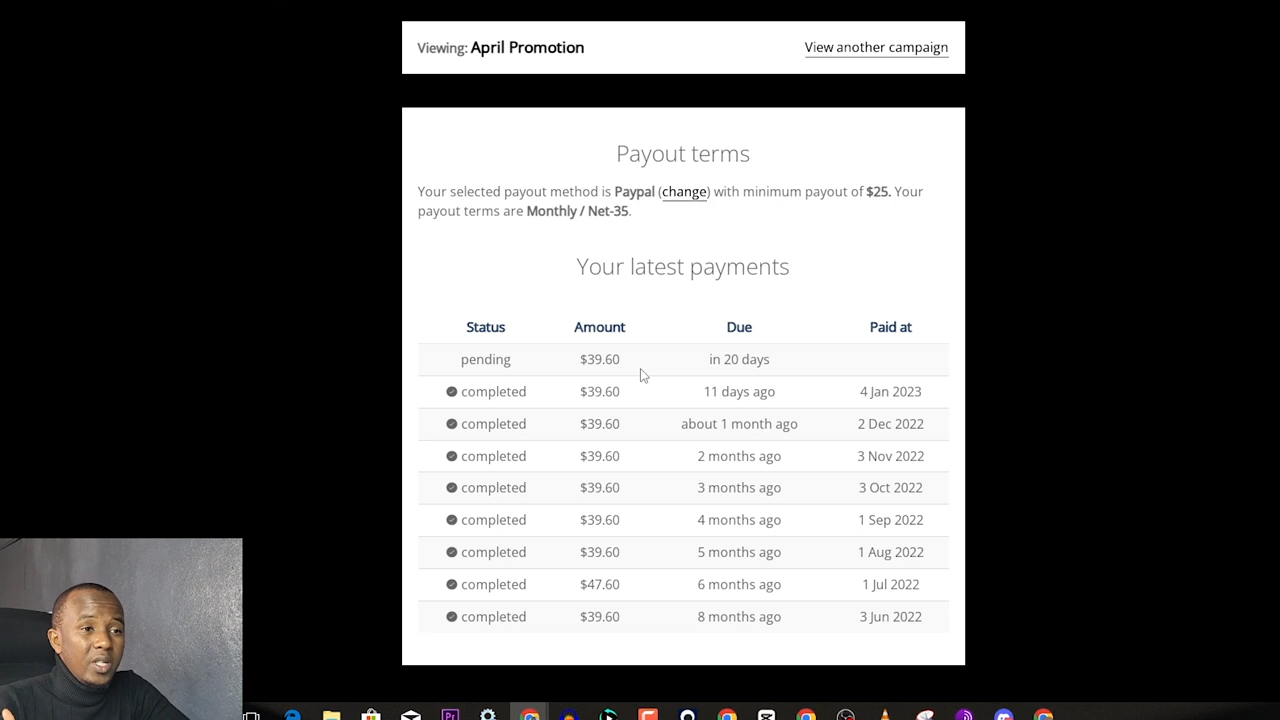 Viewing: April Promotion
View another campaign
Payout terms
Your selected payout method is Paypal (change) with minimum payout of $25. Your
payout terms are Monthly / Net-35.
Your latest payments
Status Amount Due Paid at
pending $39.60 in 20 days
completed $39.60 11 days ago 4 Jan 2023
completed $39.60 about 1 month ago 2 Dec 2022
completed $39.60 2 months ago 3 Nov 2022
completed $39.60 3 months ago 3 Oct 2022
completed $39.60 4 months ago 1 Sep 2022
completed $39.60 5 months ago 1 Aug 2022
completed $47.60 6 months ago 1 Jul 2022
completed $39.60 8 months ago 3 Jun 2022
Pr